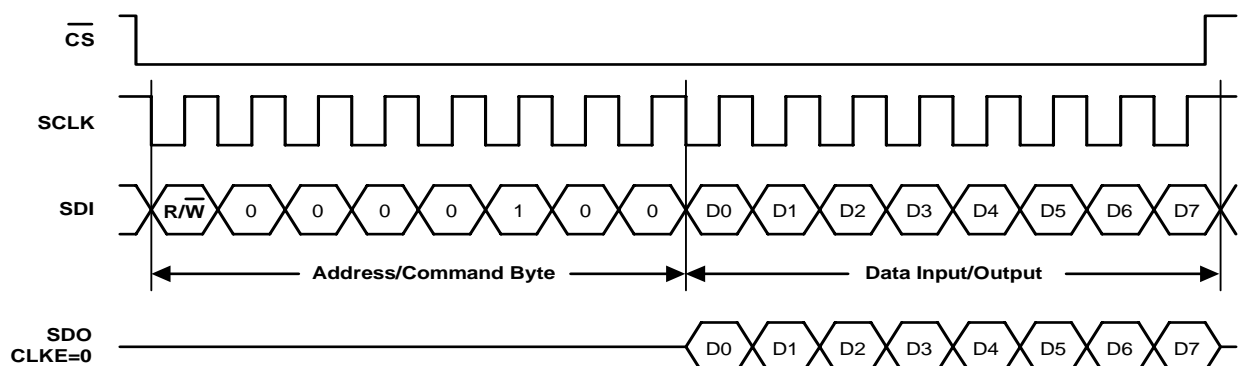 C̅S̅
SCLK
SDI R/W̅ 0 0 0 0 1 0 0 D0 D1 D2 D3 D4 D5 D6 D7
Address/Command Byte Data Input/Output
SDO
CLKE=0 D0 D1 D2 D3 D4 D5 D6 D7